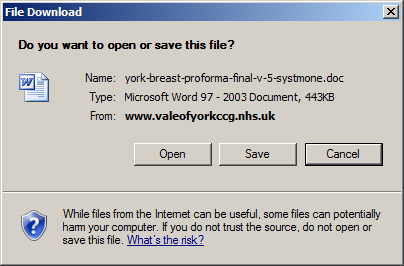 File Download
Do you want to open or save this file?
Name: york-breast-proforma-final-v-5-systmone.doc
Type: Microsoft Word 97 - 2003 Document, 443KB
From: www.valeofyorkccg.nhs.uk
Open Save Cancel
While files from the Internet can be useful, some files can potentially
harm your computer. If you do not trust the source, do not open or
save this file. What's the risk?